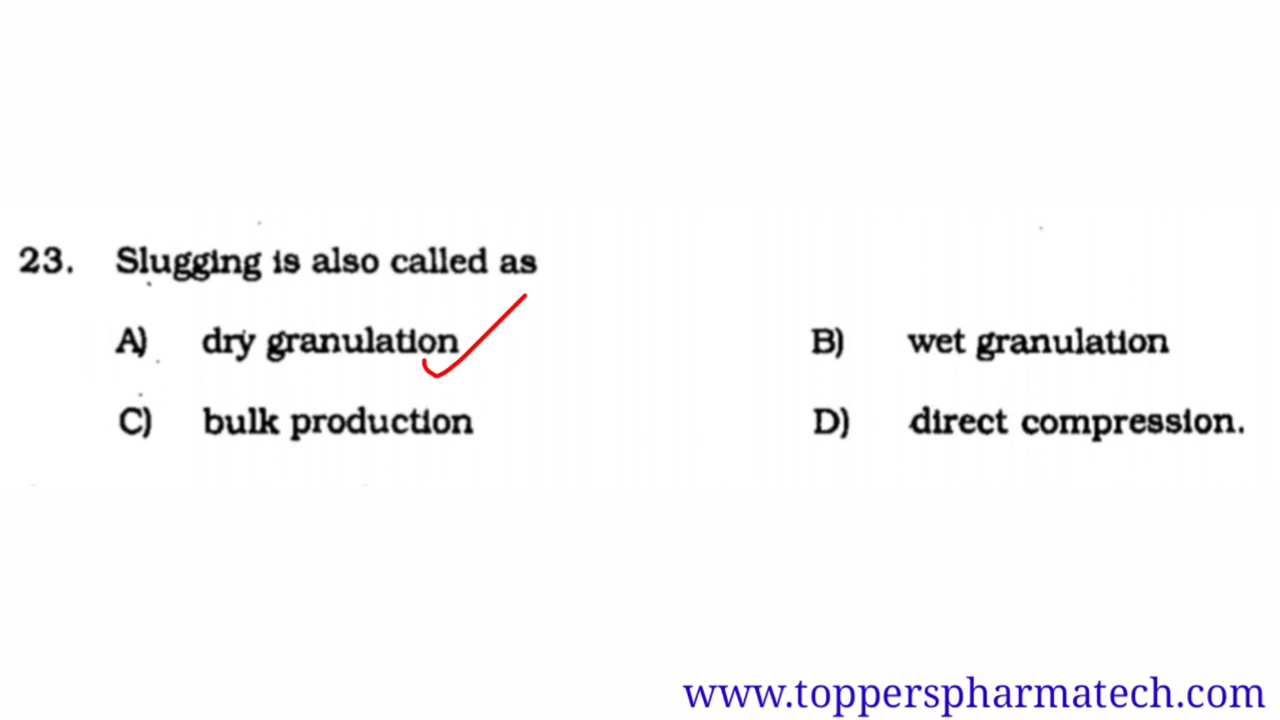 23. Slugging is also called as
A) dry granulation B) wet granulation
C) bulk production D) direct compression.
www.topperspharmatech.com